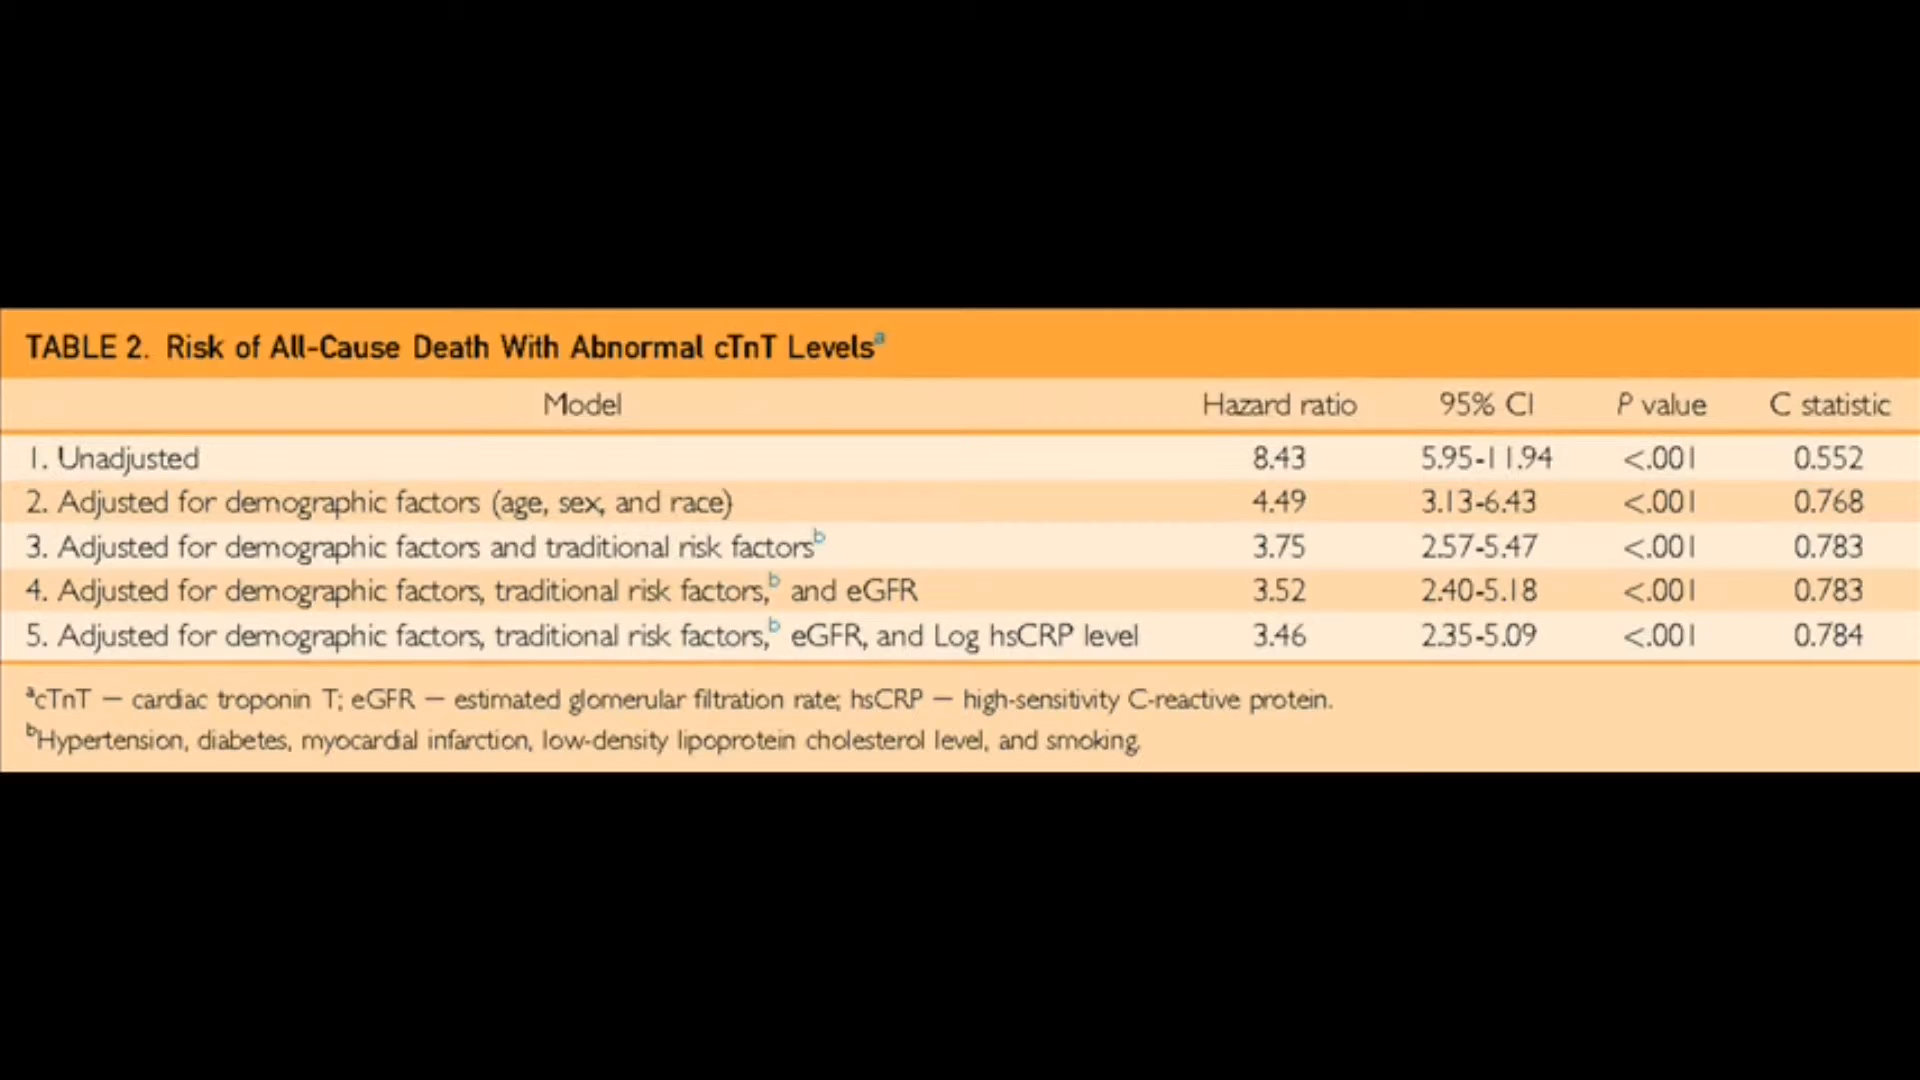 TABLE 2. Risk of All-Cause Death With Abnormal cTnT Levelsa
Model Hazard ratio 95% CI P value C statistic
1. Unadjusted 8.43 5.95-11.94 <.001 0.552
2. Adjusted for demographic factors (age, sex, and race) 4.49 3.13-6.43 <.001 0.768
3. Adjusted for demographic factors and traditional risk factorsb 3.75 2.57-5.47 <.001 0.783
4. Adjusted for demographic factors, traditional risk factors,b and eGFR 3.52 2.40-5.18 <.001 0.783
5. Adjusted for demographic factors, traditional risk factors,b eGFR, and Log hsCRP level 3.46 2.35-5.09 <.001 0.784
acTnT — cardiac troponin T; eGFR — estimated glomerular filtration rate; hsCRP — high-sensitivity C-reactive protein.
bHypertension, diabetes, myocardial infarction, low-density lipoprotein cholesterol level, and smoking.